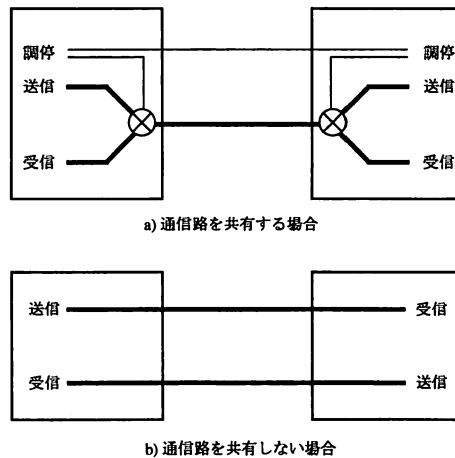 調停 調停
送信 送信
受信 受信
a) 通信路を共有する場合
送信 受信
受信 送信
b) 通信路を共有しない場合